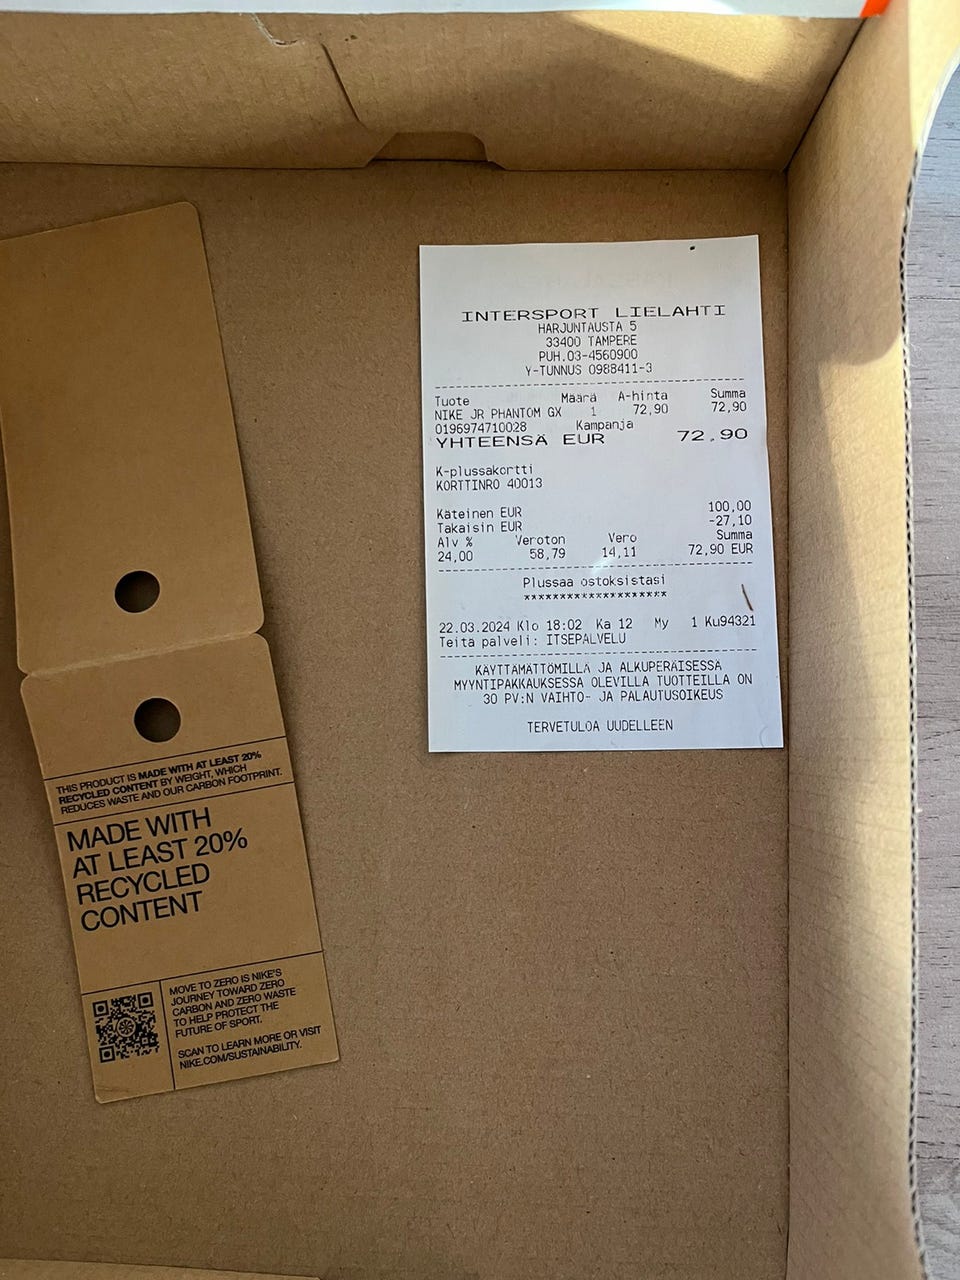 INTERSPORT LIELAHTI
HARJUNTAUSTA 5
33400 TAMPERE
PUH.03-4560900
Y-TUNNUS 0988411-3
Tuote Määrä A-hinta Summa
NIKE JR PHANTOM GX 1 72,90 72,90
0196974710028 Kampanja
YHTEENSÄ EUR 72,90
K-plussakortti
KORTTINRO 40013
Käteinen EUR 100,00
Takaisin EUR -27,10
Alv % Veroton Vero Summa
24,00 58,79 14,11 72,90 EUR
Plussaa ostoksistasi
********************
22.03.2024 Klo 18:02 Ka 12 My 1 Ku94321
Teitä palveli: ITSEPALVELU
KÄYTTÄMÄTTÖMILLÄ JA ALKUPERÄISESSÄ
MYYNTIPAKKAUKSESSA OLEVILLA TUOTTEILLA ON
30 PV:N VAIHTO- JA PALAUTUSOIKEUS
TERVETULOA UUDELLEEN
THIS PRODUCT IS MADE WITH AT LEAST 20%
RECYCLED CONTENT BY WEIGHT, WHICH
REDUCES WASTE AND OUR CARBON FOOTPRINT.
MADE WITH
AT LEAST 20%
RECYCLED
CONTENT
MOVE TO ZERO IS NIKE'S
JOURNEY TOWARD ZERO
CARBON AND ZERO WASTE
TO HELP PROTECT THE
FUTURE OF SPORT.
SCAN TO LEARN MORE OR VISIT
NIKE.COM/SUSTAINABILITY.